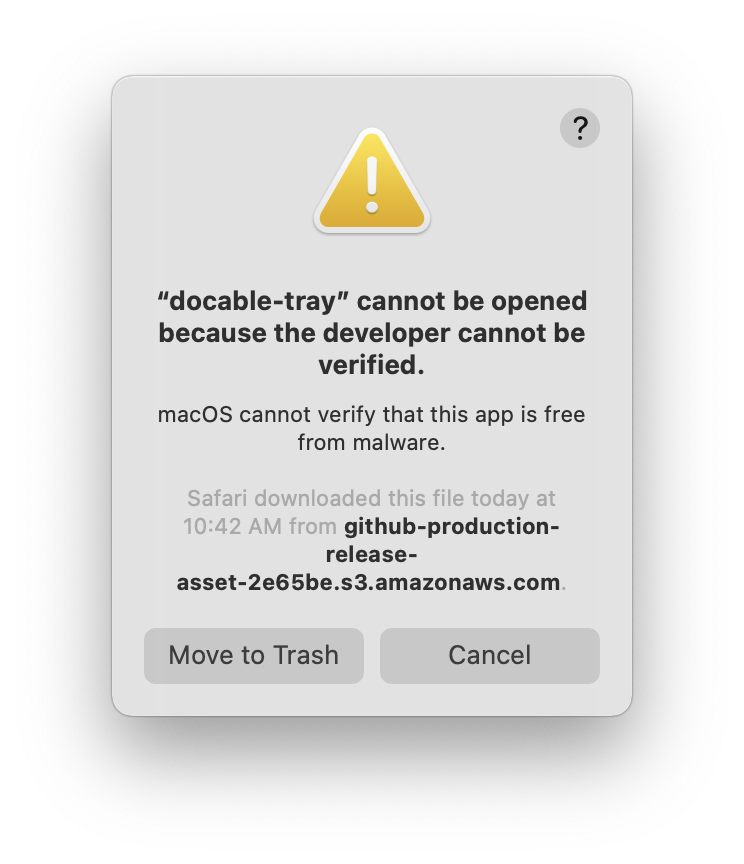 ?
“docable-tray” cannot be opened
because the developer cannot be
verified.
macOS cannot verify that this app is free
from malware.
Safari downloaded this file today at
10:42 AM from github-production-
release-
asset-2e65be.s3.amazonaws.com.
Move to Trash
Cancel